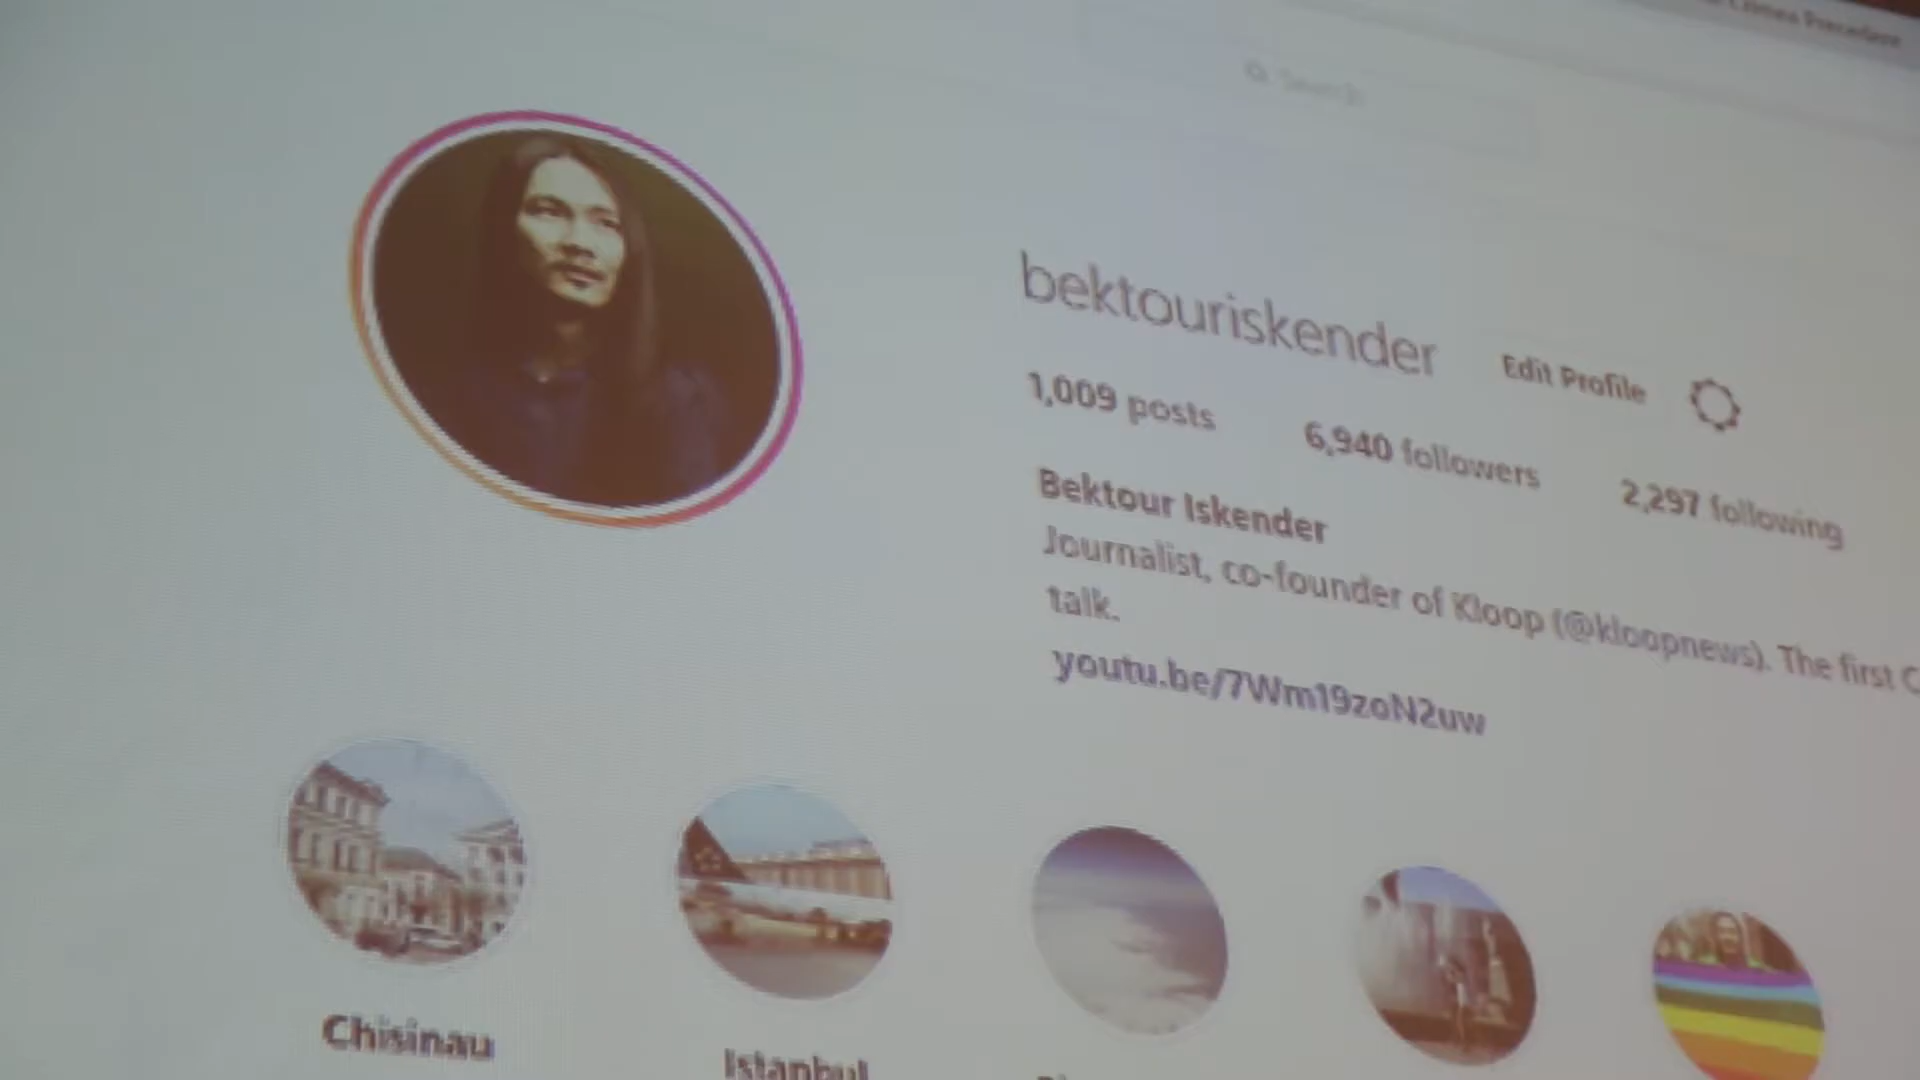 Search
bektouriskender Edit Profile
1,009 posts 6,940 followers 2,297 following
Bektour Iskender
Journalist, co-founder of Kloop (@kloopnews). The first C
talk.
youtu.be/7Wm19zoN2uw
Chisinau Istanbul